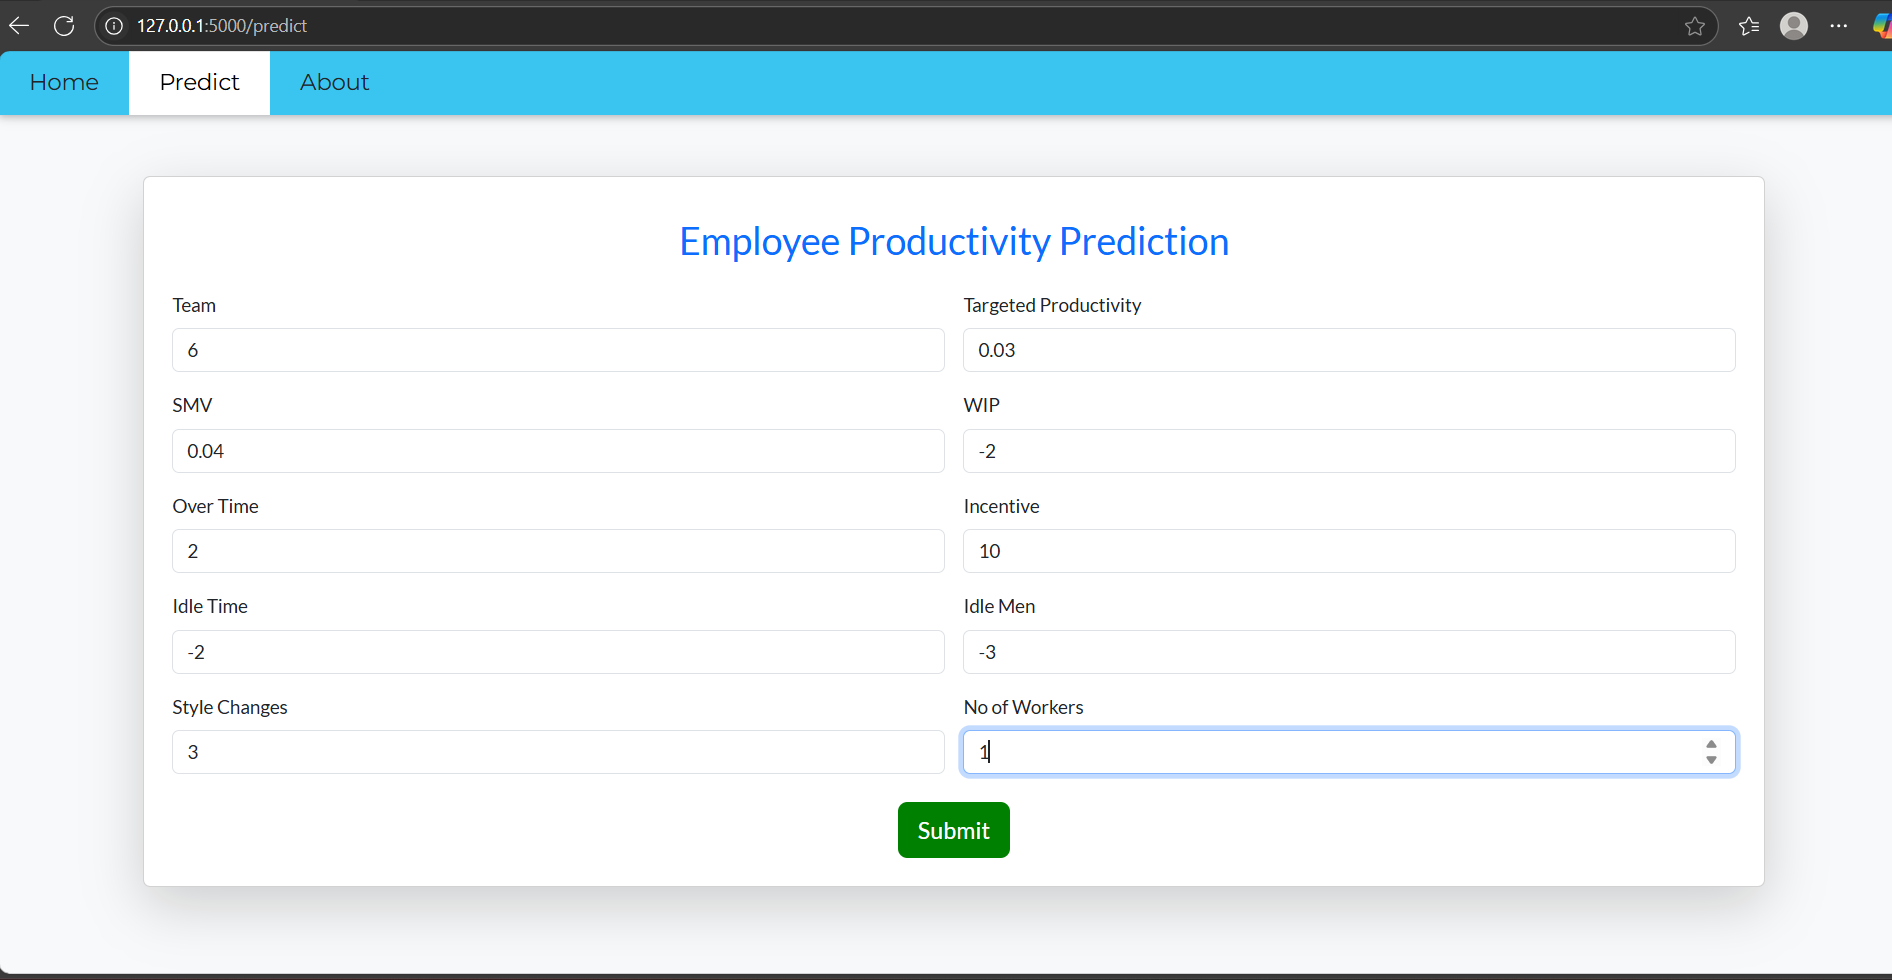 127.0.0.1:5000/predict
Home Predict About
Employee Productivity Prediction
Team Targeted Productivity
6 0.03
SMV WIP
0.04 -2
Over Time Incentive
2 10
Idle Time Idle Men
-2 -3
Style Changes No of Workers
3 1
Submit